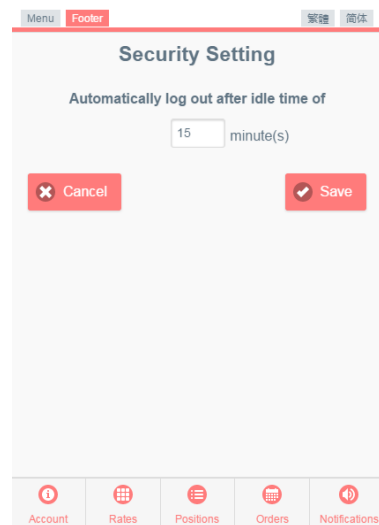 Menu Footer 繁體 简体
Security Setting
Automatically log out after idle time of
15 minute(s)
Cancel Save
Account Rates Positions Orders Notifications